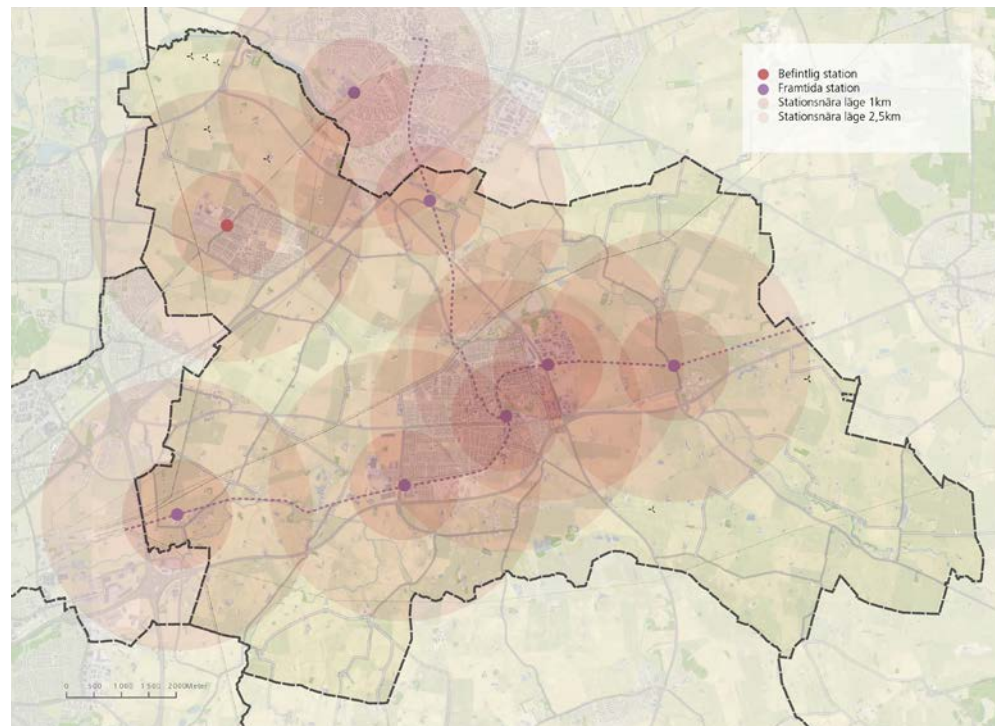 Befintlig station
Framtida station
Stationsnära läge 1km
Stationsnära läge 2,5km
0 500 1 000 1 500 2 000 Meter